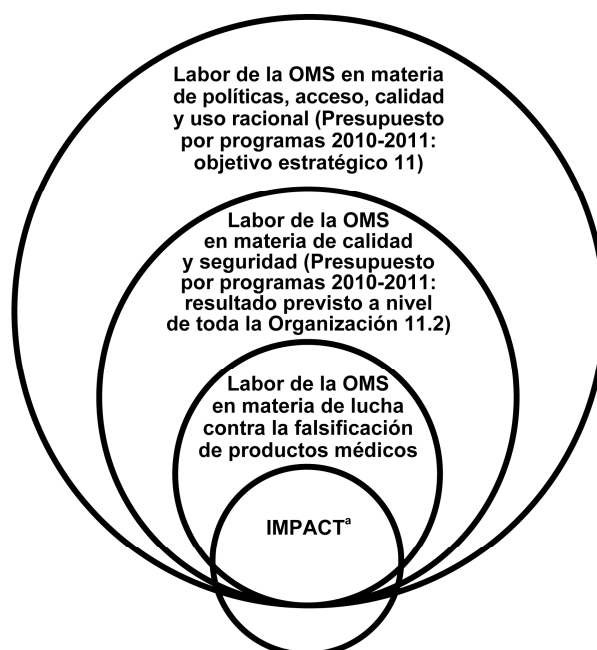 Labor de la OMS en materia
de políticas, acceso, calidad
y uso racional (Presupuesto
por programas 2010-2011:
objetivo estratégico 11)
Labor de la OMS
en materia de calidad
y seguridad (Presupuesto
por programas 2010-2011:
resultado previsto a nivel
de toda la Organización 11.2)
Labor de la OMS
en materia de lucha
contra la falsificación
de productos médicos
IMPACTª